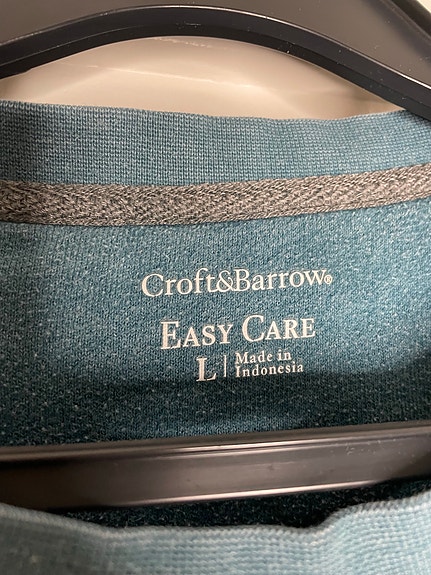 Croft&Barrow®
EASY CARE
L | Made in
Indonesia